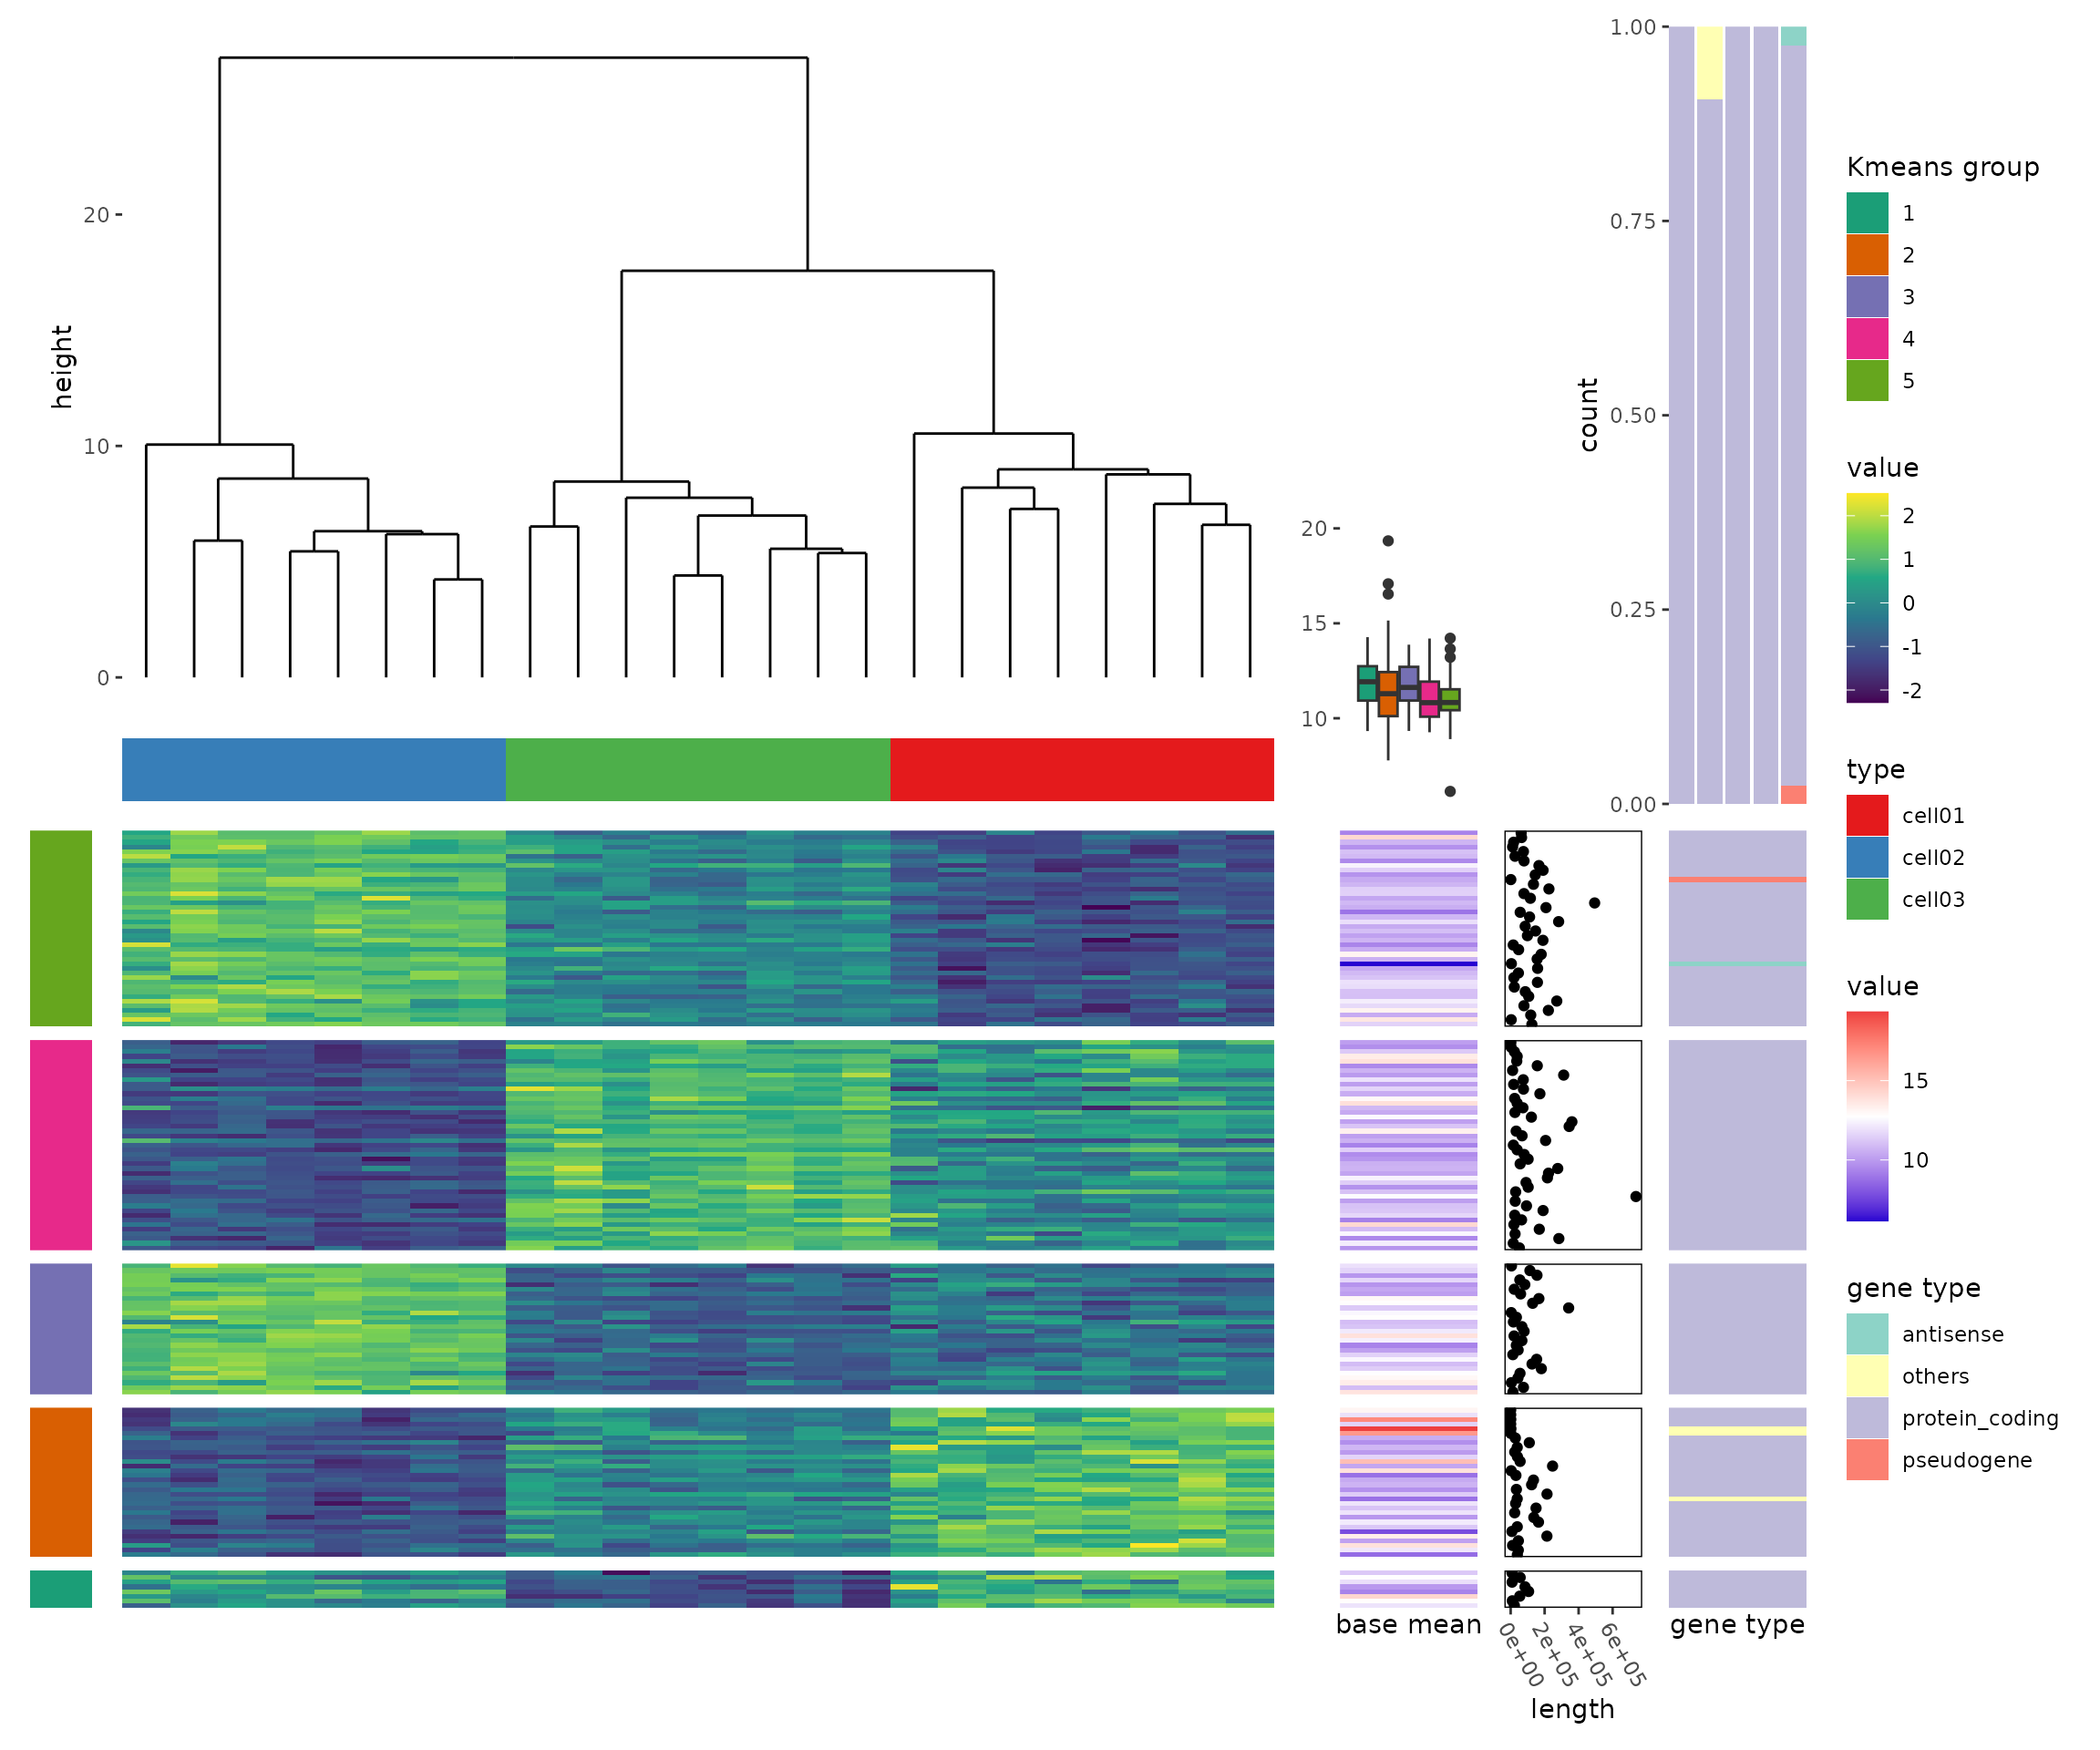 height
20
10
0
20
15
10
count
1.00
0.75
0.50
0.25
0.00
Kmeans group
1
2
3
4
5
value
2
1
0
-1
-2
type
cell01
cell02
cell03
value
15
10
gene type
antisense
others
protein_coding
pseudogene
base mean
0e+00
2e+05
4e+05
6e+05
length
gene type